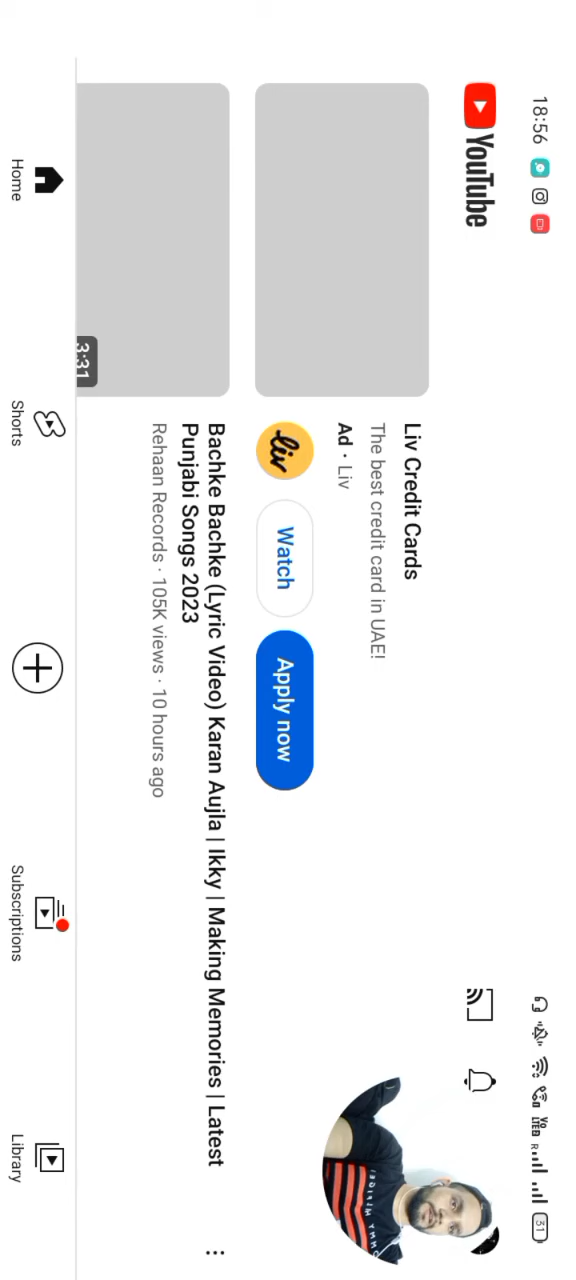 18:56
VoLTE
R
31
YouTube
Liv Credit Cards
The best credit card in UAE!
Ad · Liv
liv
Watch
Apply now
Bachke Bachke (Lyric Video) Karan Aujla | Ikky | Making Memories | Latest
Punjabi Songs 2023
Rehaan Records · 105K views · 10 hours ago
3:31
Home
Shorts
Subscriptions
Library